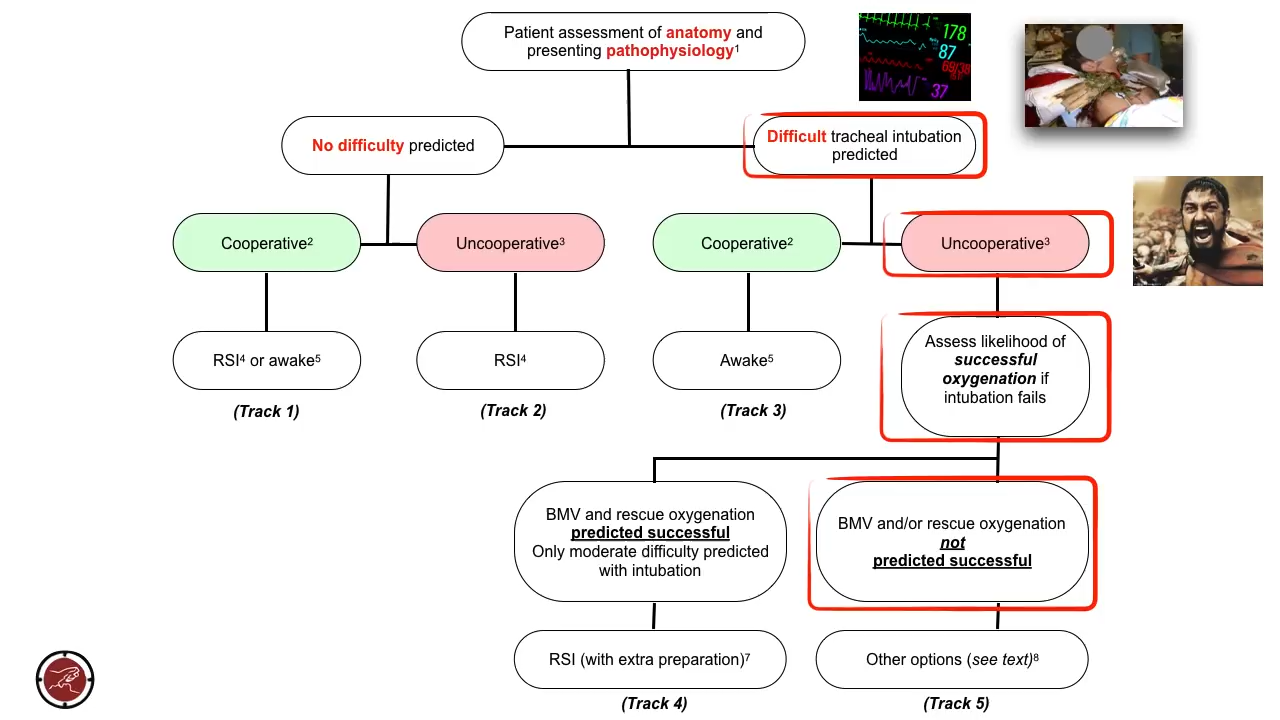 Patient assessment of anatomy and
presenting pathophysiology¹
178
87
37
No difficulty predicted
Difficult tracheal intubation
predicted
Cooperative²
Uncooperative³
Cooperative²
Uncooperative³
RSI⁴ or awake⁵
RSI⁴
Awake⁵
Assess likelihood of
successful
oxygenation if
intubation fails
(Track 1)
(Track 2)
(Track 3)
BMV and rescue oxygenation
predicted successful
Only moderate difficulty predicted
with intubation
BMV and/or rescue oxygenation
not
predicted successful
RSI (with extra preparation)⁷
Other options (see text)⁸
(Track 4)
(Track 5)